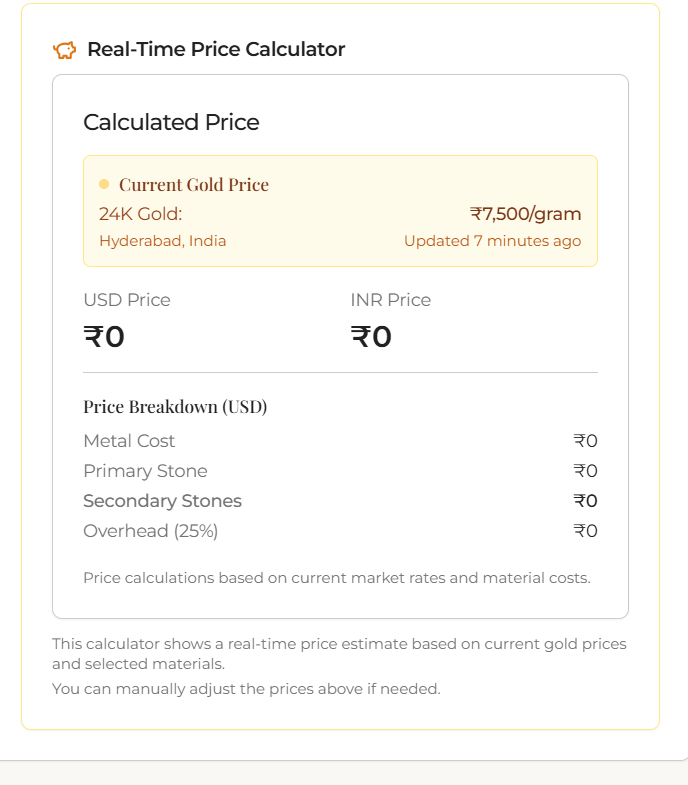 Real-Time Price Calculator
Calculated Price
Current Gold Price
24K Gold: ₹7,500/gram
Hyderabad, India Updated 7 minutes ago
USD Price INR Price
₹0 ₹0
Price Breakdown (USD)
Metal Cost ₹0
Primary Stone ₹0
Secondary Stones ₹0
Overhead (25%) ₹0
Price calculations based on current market rates and material costs.
This calculator shows a real-time price estimate based on current gold prices
and selected materials.
You can manually adjust the prices above if needed.